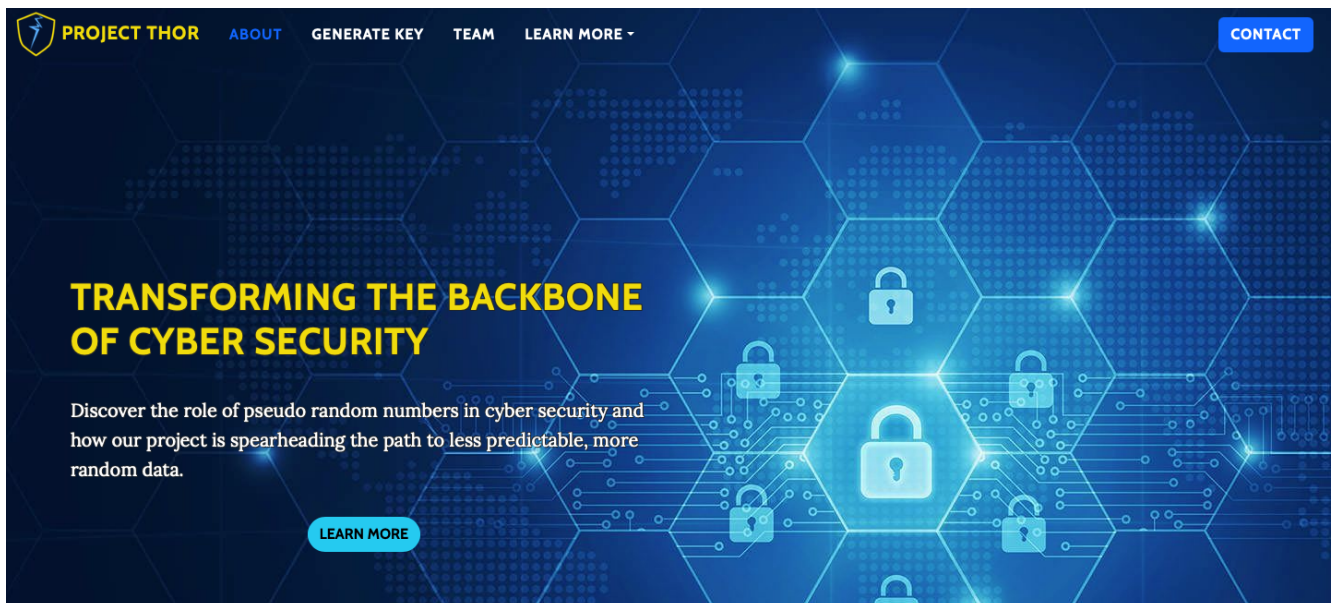 PROJECT THOR ABOUT GENERATE KEY TEAM LEARN MORE CONTACT
TRANSFORMING THE BACKBONE
OF CYBER SECURITY
Discover the role of pseudo random numbers in cyber security and
how our project is spearheading the path to less predictable, more
random data.
LEARN MORE